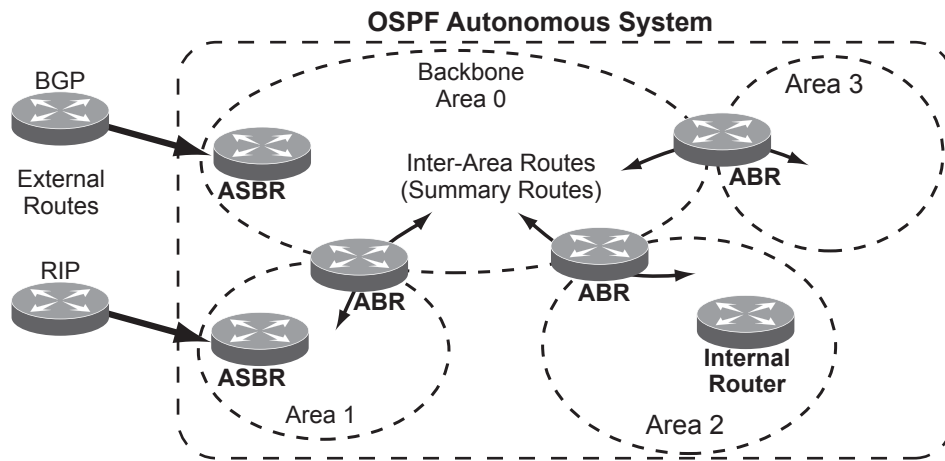 OSPF Autonomous System
BGP
Backbone
Area 0
Area 3
ASBR
Inter-Area Routes
(Summary Routes)
ABR
External
Routes
RIP
ABR
ABR
ASBR
Internal
Router
Area 1
Area 2